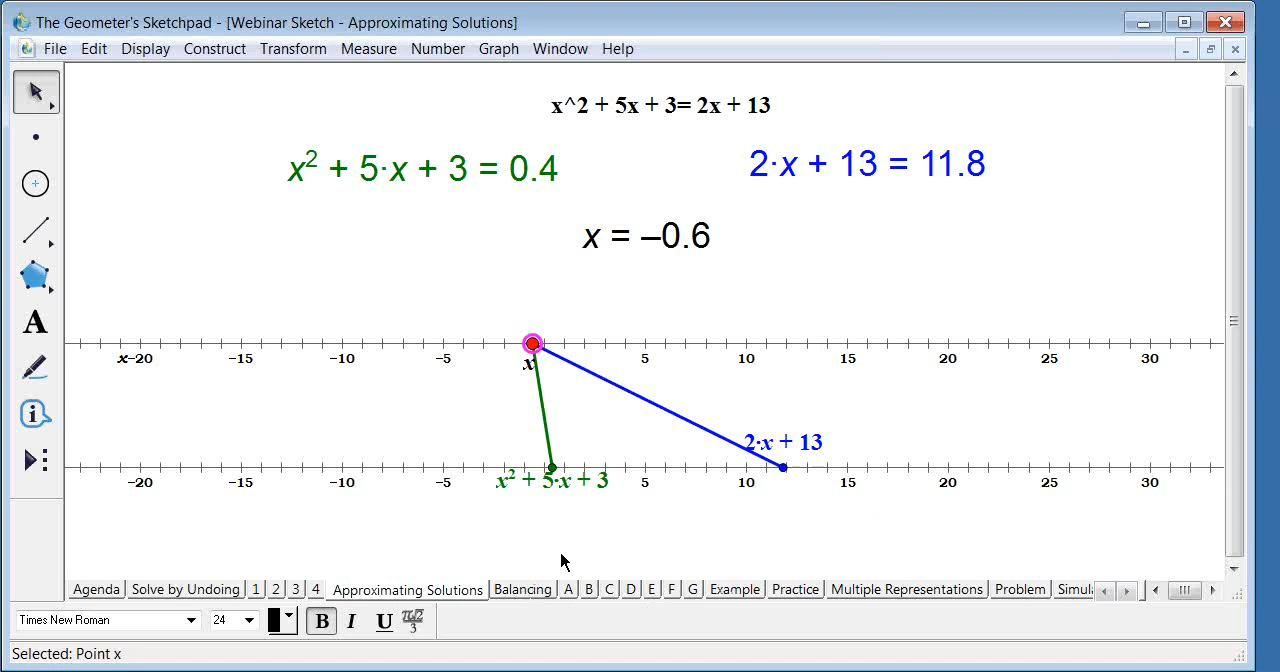 The Geometer's Sketchpad - [Webinar Sketch - Approximating Solutions]
File Edit Display Construct Transform Measure Number Graph Window Help
x^2 + 5x + 3= 2x + 13
x² + 5·x + 3 = 0.4 2·x + 13 = 11.8
x = –0.6
x –20 –15 –10 –5 5 10 15 20 25 30
x
2·x + 13
x² + 5·x + 3
–20 –15 –10 –5 5 10 15 20 25 30
A
i
Agenda Solve by Undoing 1 2 3 4 Approximating Solutions Balancing A B C D E F G Example Practice Multiple Representations Problem Simul
Times New Roman 24 B I U π√2/3
Selected: Point x